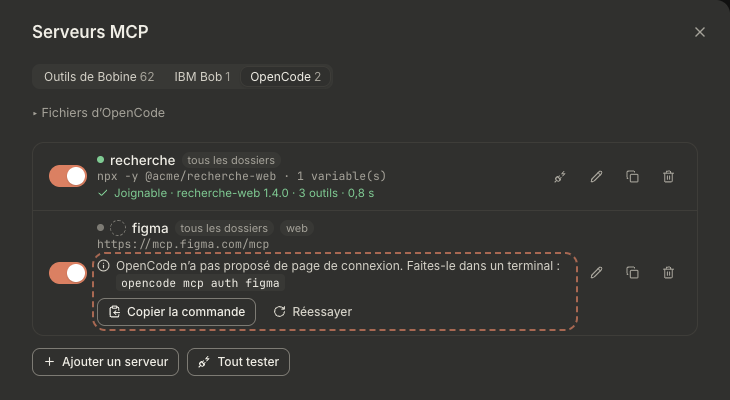 Serveurs MCP
Outils de Bobine 62 IBM Bob 1 OpenCode 2
Fichiers d’OpenCode
recherche tous les dossiers
npx -y @acme/recherche-web · 1 variable(s)
Joignable · recherche-web 1.4.0 · 3 outils · 0,8 s
figma tous les dossiers web
https://mcp.figma.com/mcp
OpenCode n’a pas proposé de page de connexion. Faites-le dans un terminal :
opencode mcp auth figma
Copier la commande Réessayer
Ajouter un serveur Tout tester